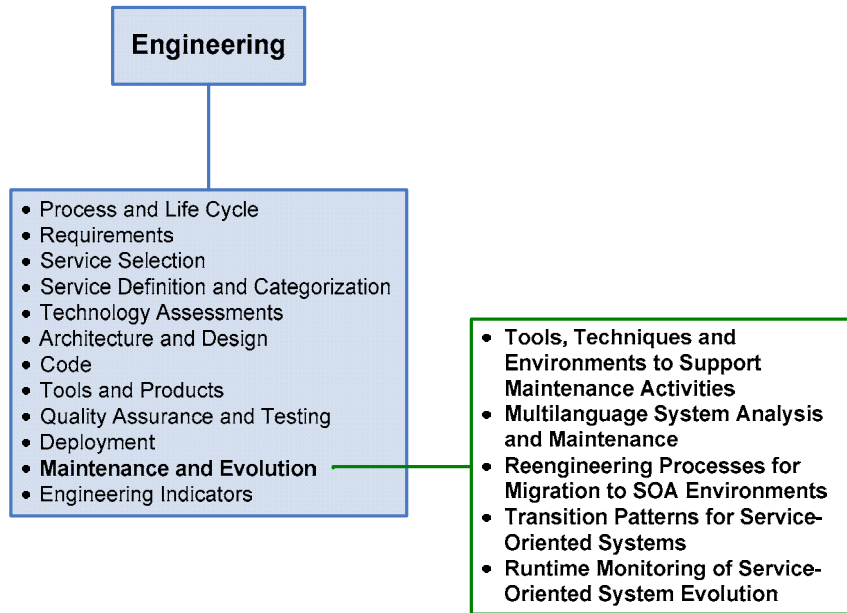 Engineering
• Process and Life Cycle
• Requirements
• Service Selection
• Service Definition and Categorization
• Technology Assessments
• Architecture and Design
• Code
• Tools and Products
• Quality Assurance and Testing
• Deployment
• Maintenance and Evolution
• Engineering Indicators
• Tools, Techniques and
Environments to Support
Maintenance Activities
• Multilanguage System Analysis
and Maintenance
• Reengineering Processes for
Migration to SOA Environments
• Transition Patterns for Service-
Oriented Systems
• Runtime Monitoring of Service-
Oriented System Evolution